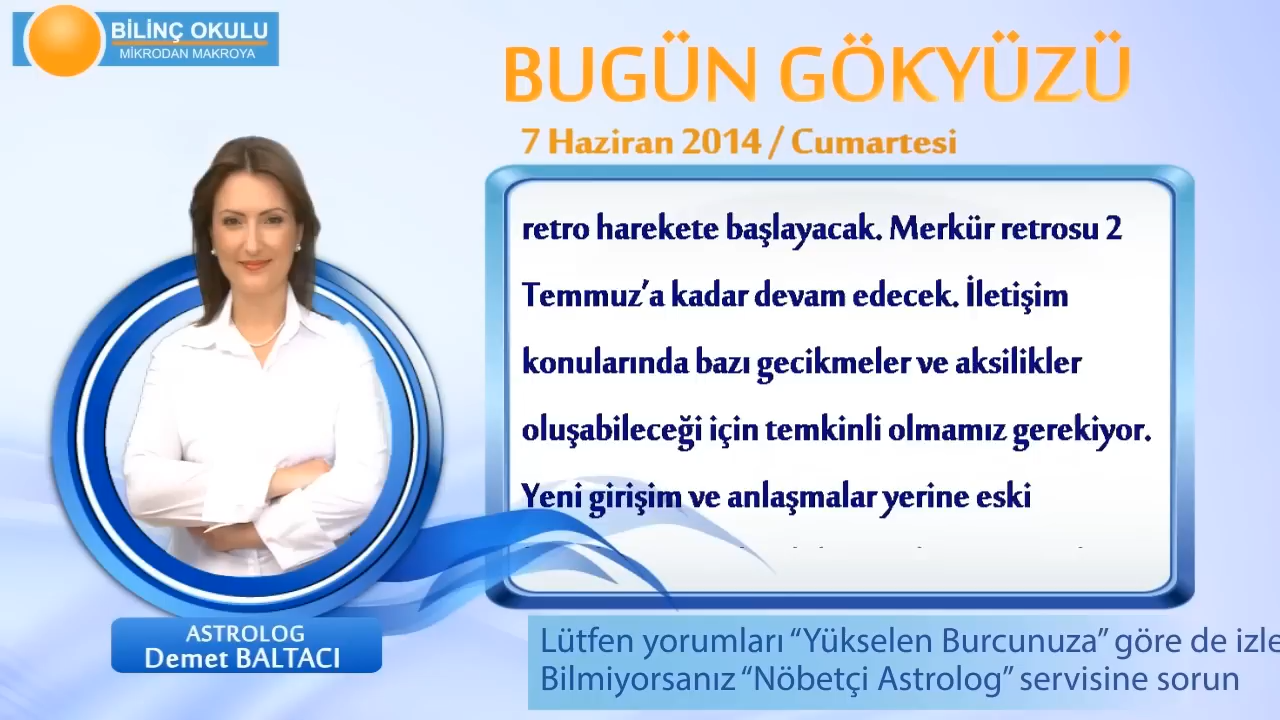 BİLİNÇ OKULU
MİKRODAN MAKROYA
BUGÜN GÖKYÜZÜ
7 Haziran 2014 / Cumartesi
retro harekete başlayacak. Merkür retrosu 2
Temmuz’a kadar devam edecek. İletişim
konularında bazı gecikmeler ve aksilikler
oluşabileceği için temkinli olmamız gerekiyor.
Yeni girişim ve anlaşmalar yerine eski
ASTROLOG
Demet BALTACI
Lütfen yorumları “Yükselen Burcunuza” göre de izle
Bilmiyorsanız “Nöbetçi Astrolog” servisine sorun